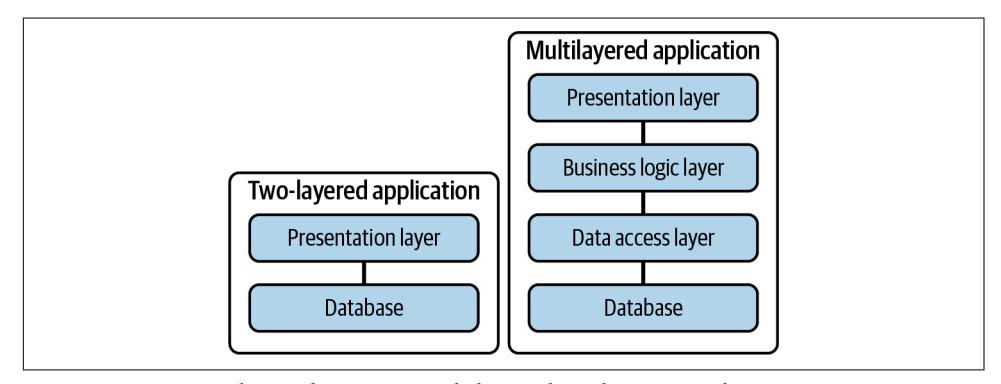 Two-layered application
Presentation layer
Database
Multilayered application
Presentation layer
Business logic layer
Data access layer
Database